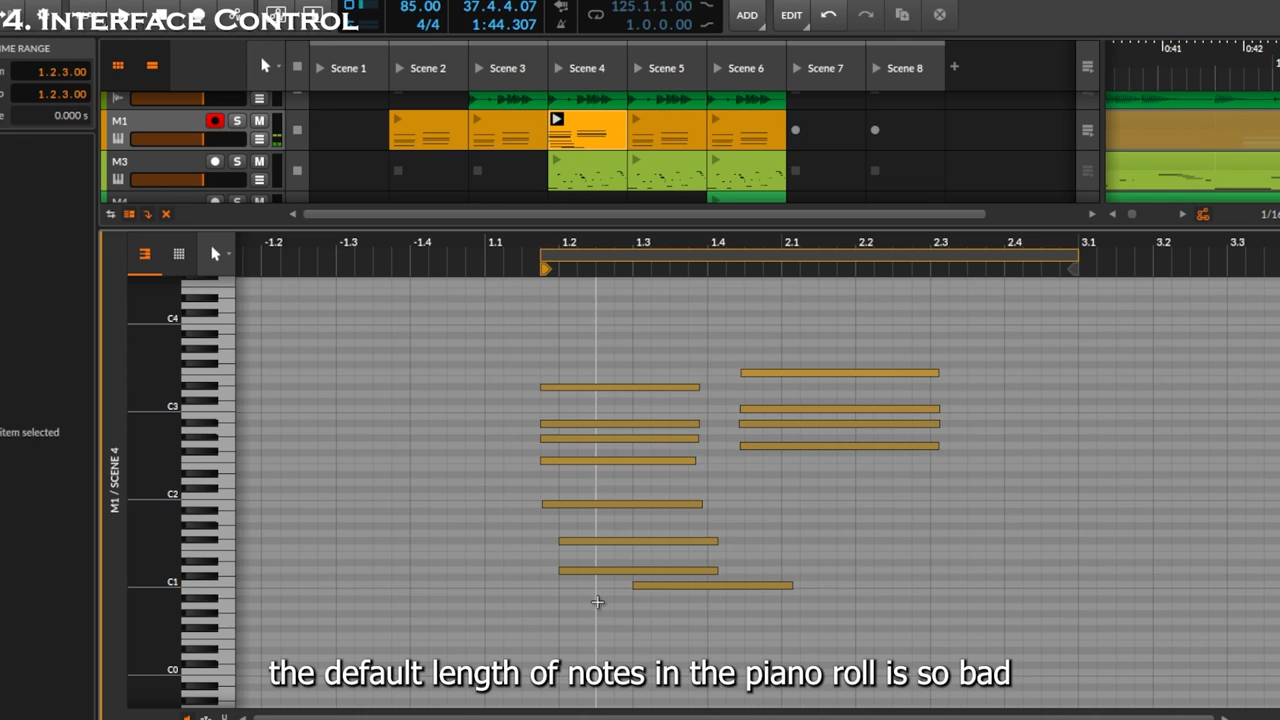 4. Interface Control
85.00
4/4
37.4.4.07
1:44.307
125.1.1.00
1.0.0.00
ADD
EDIT
IME RANGE
1.2.3.00
1.2.3.00
0.000 s
Scene 1
Scene 2
Scene 3
Scene 4
Scene 5
Scene 6
Scene 7
Scene 8
+
0:41
0:42
M1
S
M
M3
S
M
1/16
-1.2
-1.3
-1.4
1.1
1.2
1.3
1.4
2.1
2.2
2.3
2.4
3.1
3.2
3.3
C4
C3
C2
C1
C0
item selected
M1 / SCENE 4
the default length of notes in the piano roll is so bad